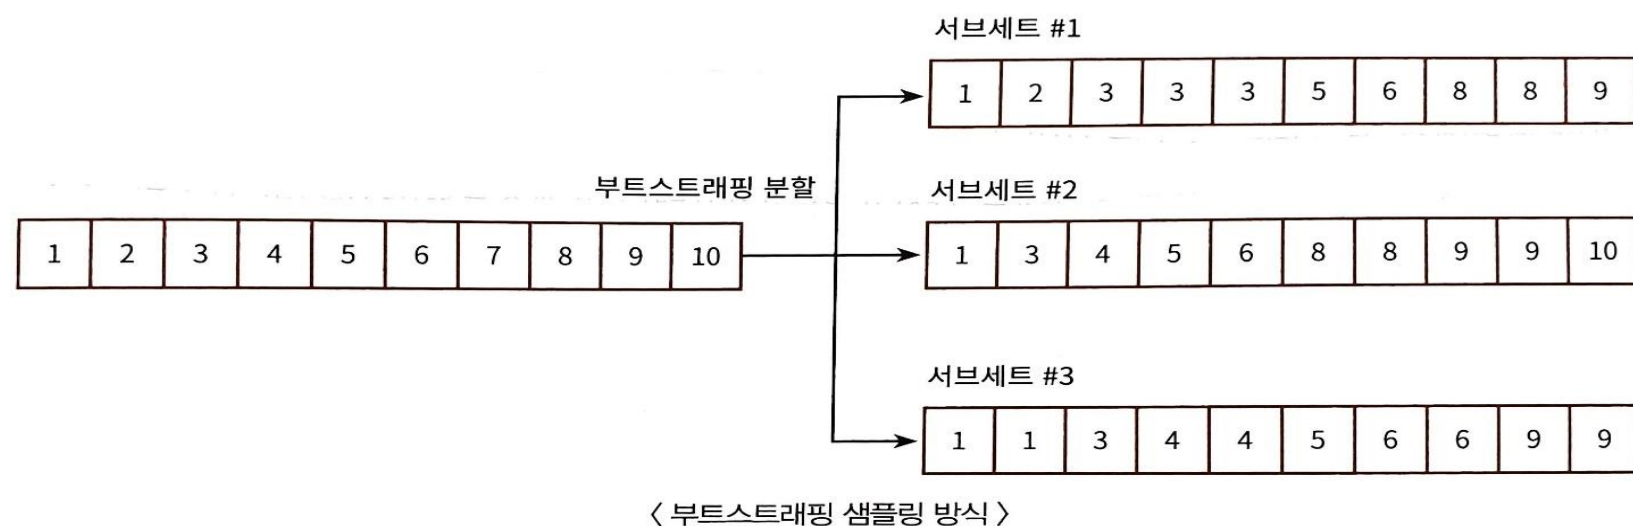 서브세트 #1
1 2 3 3 3 5 6 8 8 9
부트스트래핑 분할
서브세트 #2
1 2 3 4 5 6 7 8 9 10
1 3 4 5 6 8 8 9 9 10
서브세트 #3
1 1 3 4 4 5 6 6 9 9
〈 부트스트래핑 샘플링 방식 〉